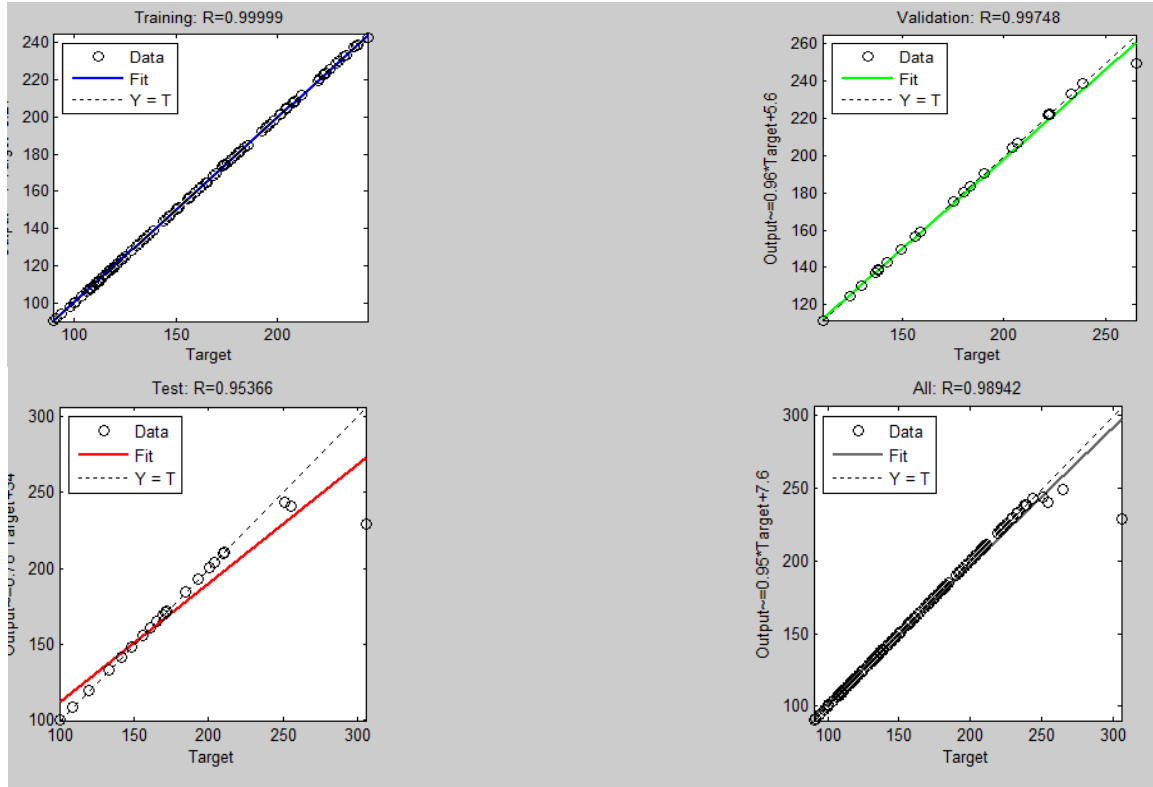 Training: R=0.99999
240
220
200
180
160
140
120
100
Data
Fit
Y = T
100
150
200
Target
Validation: R=0.99748
Output~=0.96*Target+5.6
260
240
220
200
180
160
140
120
Data
Fit
Y = T
150
200
250
Target
Test: R=0.95366
300
250
200
150
100
Data
Fit
Y = T
100
150
200
250
300
Target
All: R=0.98942
Output~=0.95*Target+7.6
300
250
200
150
100
Data
Fit
Y = T
100
150
200
250
300
Target